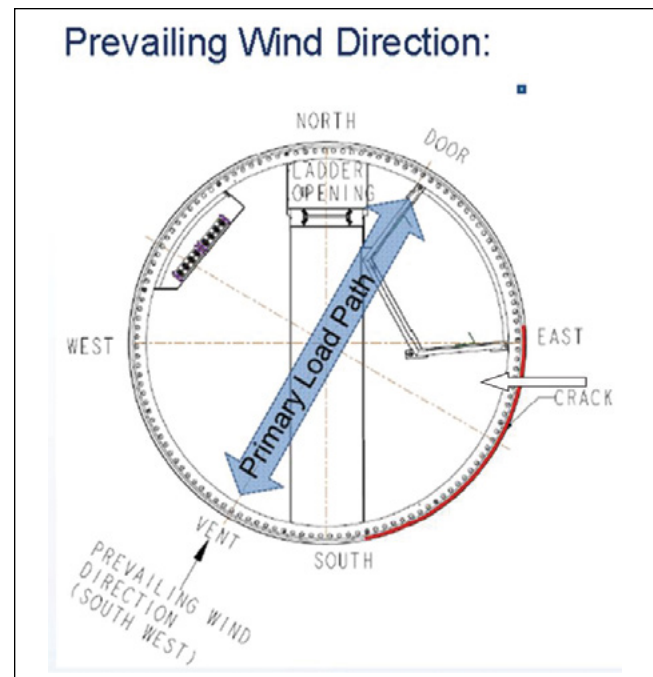 Prevailing Wind Direction:
NORTH
DOOR
LADDER
OPENING
Primary Load Path
WEST
EAST
CRACK
VENT
SOUTH
PREVAILING WIND
DIRECTION
(SOUTH WEST)